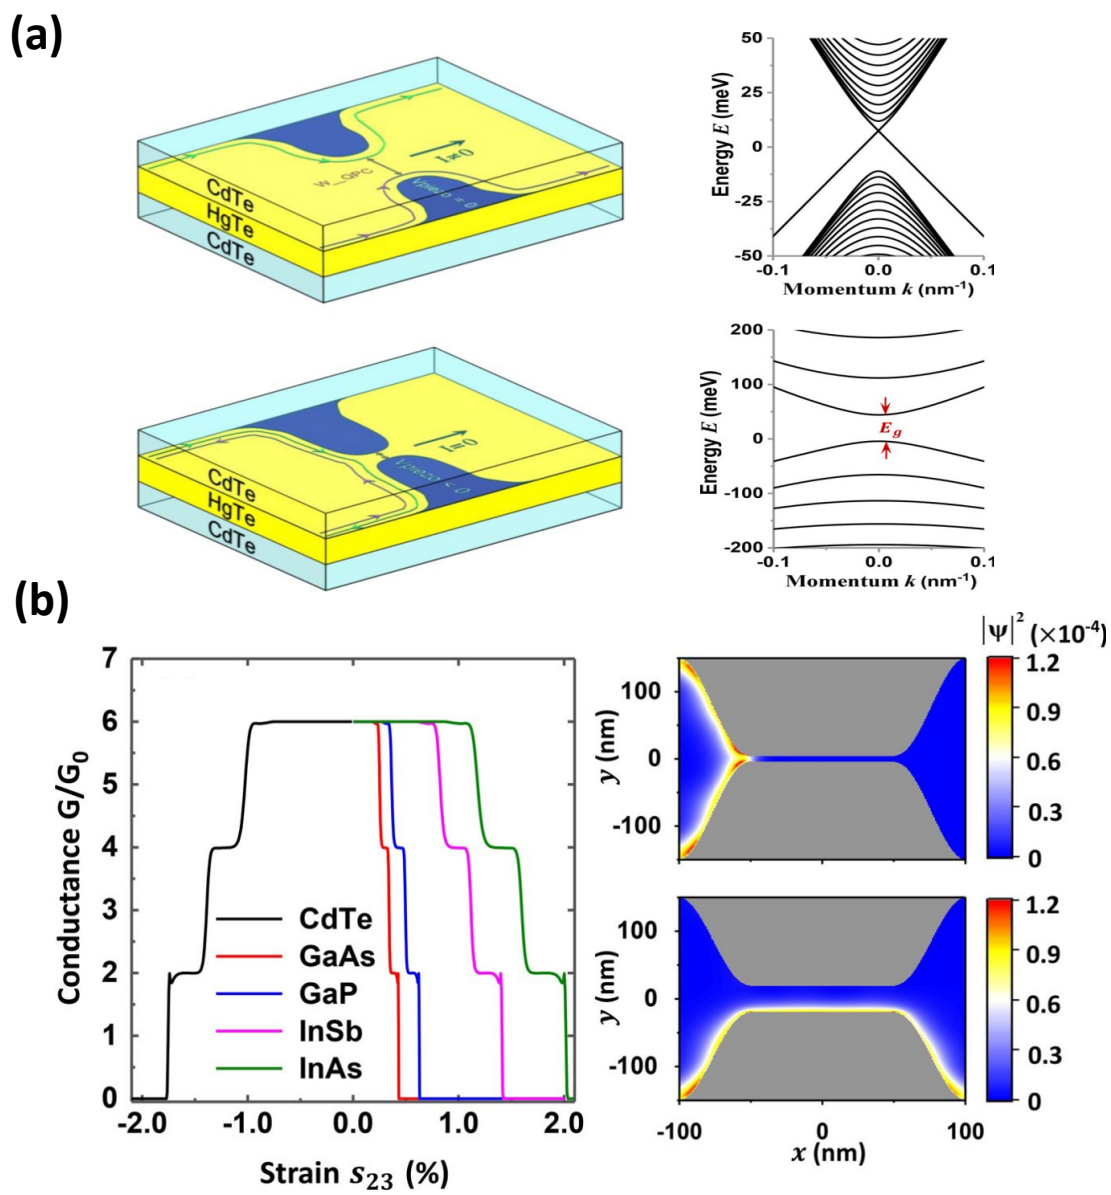 (a)
CdTe
HgTe
CdTe
W_QPC
Vpiezo = 0
I≠0
50
25
0
-25
-50
Energy E (meV)
-0.1
0.0
0.1
Momentum k (nm⁻¹)
CdTe
HgTe
CdTe
Vpiezo < 0
I=0
200
100
0
-100
-200
Energy E (meV)
E_g
-0.1
0.0
0.1
Momentum k (nm⁻¹)
(b)
7
6
5
4
3
2
1
0
Conductance G/G₀
CdTe
GaAs
GaP
InSb
InAs
-2.0
-1.0
0.0
1.0
2.0
Strain s₂₃ (%)
|Ψ|² (×10⁻⁴)
100
0
-100
y (nm)
1.2
0.9
0.6
0.3
0
100
0
-100
y (nm)
1.2
0.9
0.6
0.3
0
-100
0
100
x (nm)